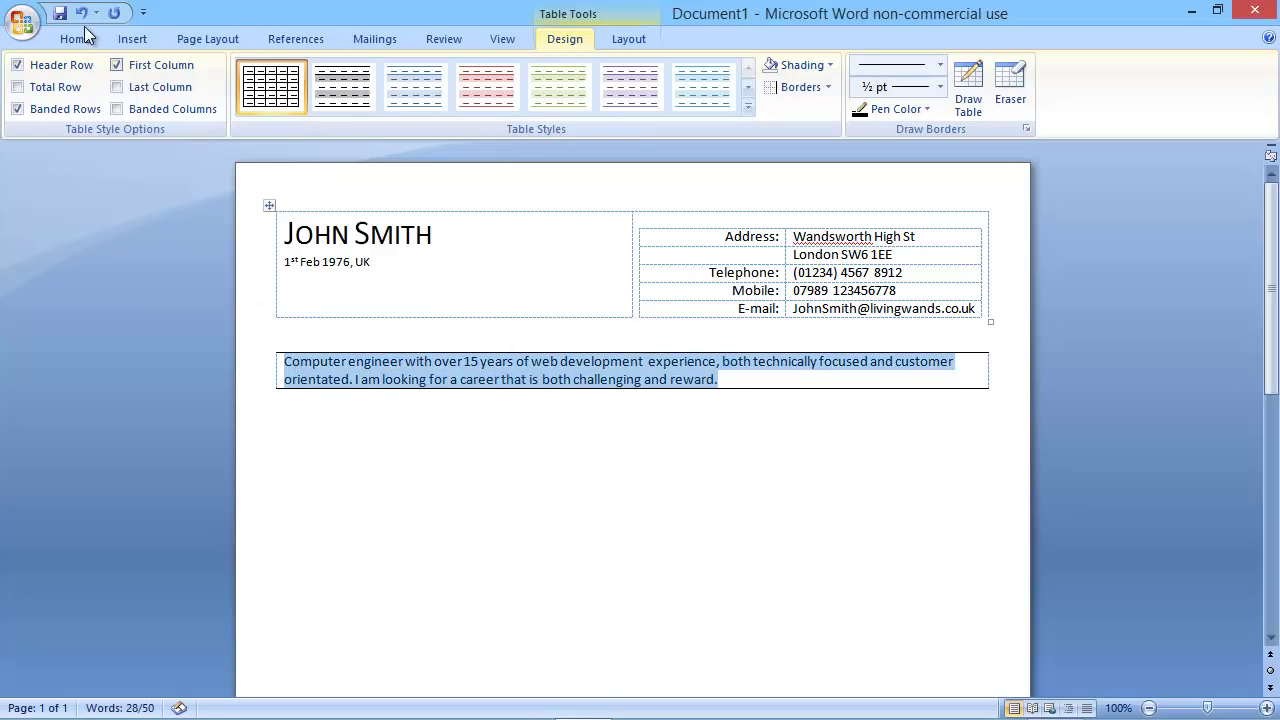 Table Tools
Document1 - Microsoft Word non-commercial use
Home Insert Page Layout References Mailings Review View Design Layout
Header Row First Column
Total Row Last Column
Banded Rows Banded Columns
Table Style Options
Table Styles
Shading
Borders
½ pt
Pen Color
Draw Table
Eraser
Draw Borders
JOHN SMITH
1st Feb 1976, UK
Address: Wandsworth High St
London SW6 1EE
Telephone: (01234) 4567 8912
Mobile: 07989 123456778
E-mail: JohnSmith@livingwands.co.uk
Computer engineer with over 15 years of web development experience, both technically focused and customer
orientated. I am looking for a career that is both challenging and reward.
Page: 1 of 1 Words: 28/50 100%